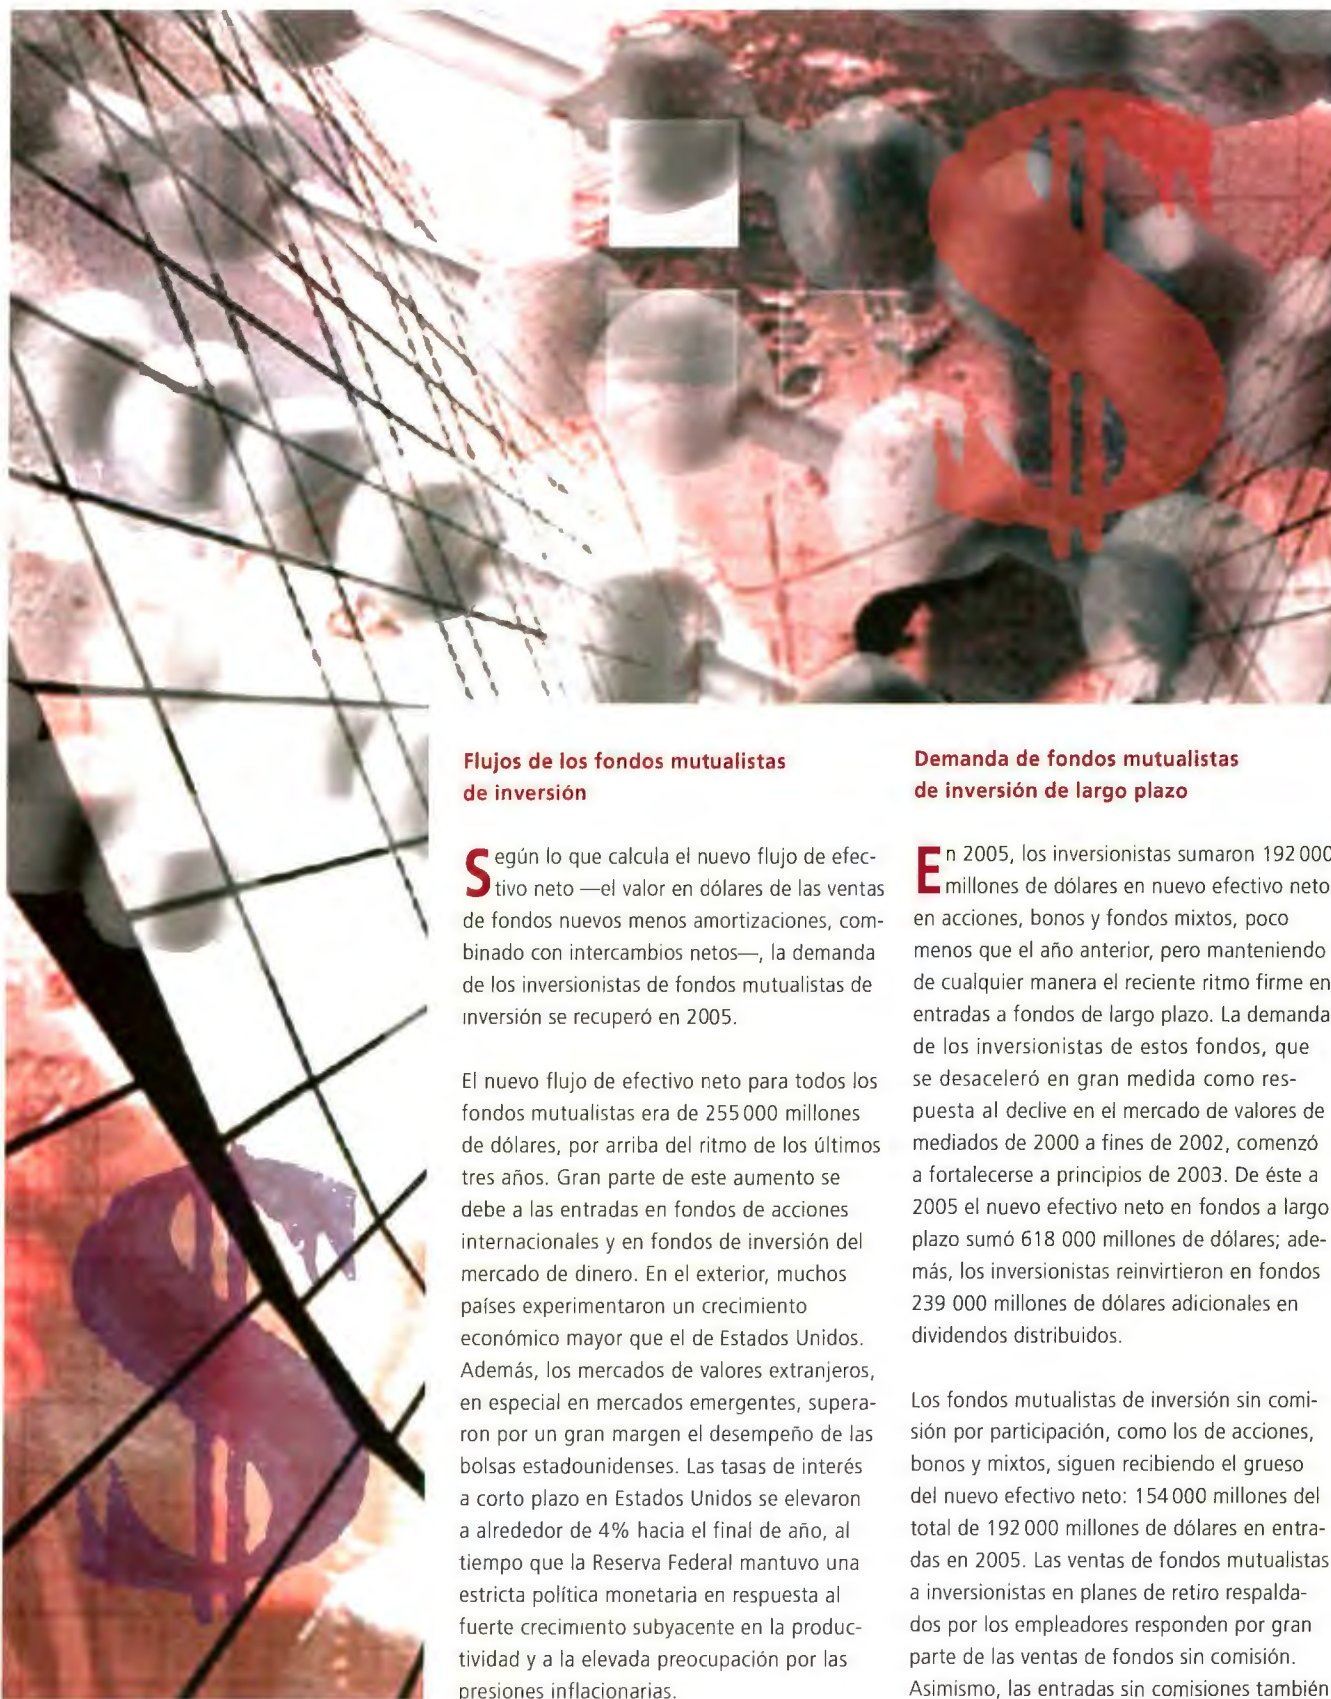 Flujos de los fondos mutualistas
de inversión
Según lo que calcula el nuevo flujo de efec-
tivo neto —el valor en dólares de las ventas
de fondos nuevos menos amortizaciones, com-
binado con intercambios netos—, la demanda
de los inversionistas de fondos mutualistas de
inversión se recuperó en 2005.
El nuevo flujo de efectivo neto para todos los
fondos mutualistas era de 255 000 millones
de dólares, por arriba del ritmo de los últimos
tres años. Gran parte de este aumento se
debe a las entradas en fondos de acciones
internacionales y en fondos de inversión del
mercado de dinero. En el exterior, muchos
países experimentaron un crecimiento
económico mayor que el de Estados Unidos.
Además, los mercados de valores extranjeros,
en especial en mercados emergentes, supera-
ron por un gran margen el desempeño de las
bolsas estadounidenses. Las tasas de interés
a corto plazo en Estados Unidos se elevaron
a alrededor de 4% hacia el final de año, al
tiempo que la Reserva Federal mantuvo una
estricta política monetaria en respuesta al
fuerte crecimiento subyacente en la produc-
tividad y a la elevada preocupación por las
presiones inflacionarias.
Demanda de fondos mutualistas
de inversión de largo plazo
En 2005, los inversionistas sumaron 192 000
millones de dólares en nuevo efectivo neto
en acciones, bonos y fondos mixtos, poco
menos que el año anterior, pero manteniendo
de cualquier manera el reciente ritmo firme en
entradas a fondos de largo plazo. La demanda
de los inversionistas de estos fondos, que
se desaceleró en gran medida como res-
puesta al declive en el mercado de valores de
mediados de 2000 a fines de 2002, comenzó
a fortalecerse a principios de 2003. De éste a
2005 el nuevo efectivo neto en fondos a largo
plazo sumó 618 000 millones de dólares; ade-
más, los inversionistas reinvirtieron en fondos
239 000 millones de dólares adicionales en
dividendos distribuidos.
Los fondos mutualistas de inversión sin comi-
sión por participación, como los de acciones,
bonos y mixtos, siguen recibiendo el grueso
del nuevo efectivo neto: 154 000 millones del
total de 192 000 millones de dólares en entra-
das en 2005. Las ventas de fondos mutualistas
a inversionistas en planes de retiro respalda-
dos por los empleadores responden por gran
parte de las ventas de fondos sin comisión.
Asimismo, las entradas sin comisiones también